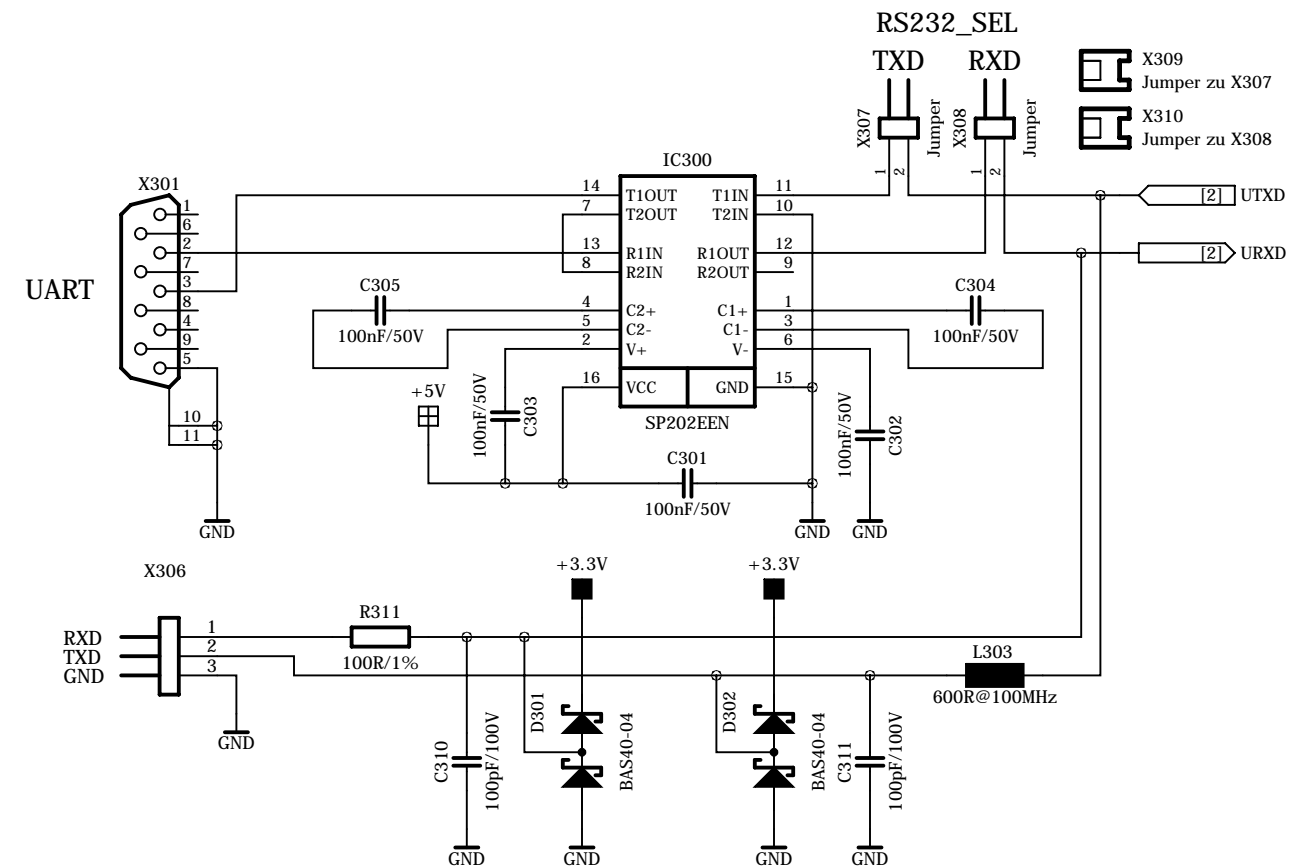 RS232_SEL
TXD RXD
X309
Jumper zu X307
X310
Jumper zu X308
X307
Jumper
X308
Jumper
1 2
1 2
IC300
X301
UART
1
6
2
7
3
8
4
9
5
10
11
GND
14 T1OUT T1IN 11
7 T2OUT T2IN 10
13 R1IN R1OUT 12
8 R2IN R2OUT 9
4 C2+ C1+ 1
5 C2- C1- 3
2 V+ V- 6
16 VCC GND 15
SP202EEN
[2] UTXD
[2] URXD
C305
100nF/50V
C304
100nF/50V
+5V
100nF/50V
C303
C301
100nF/50V
100nF/50V
C302
GND
GND
X306
RXD 1
TXD 2
GND 3
GND
R311
100R/1%
+3.3V
+3.3V
L303
600R@100MHz
C310
100pF/100V
D301
BAS40-04
D302
BAS40-04
C311
100pF/100V
GND
GND
GND
GND